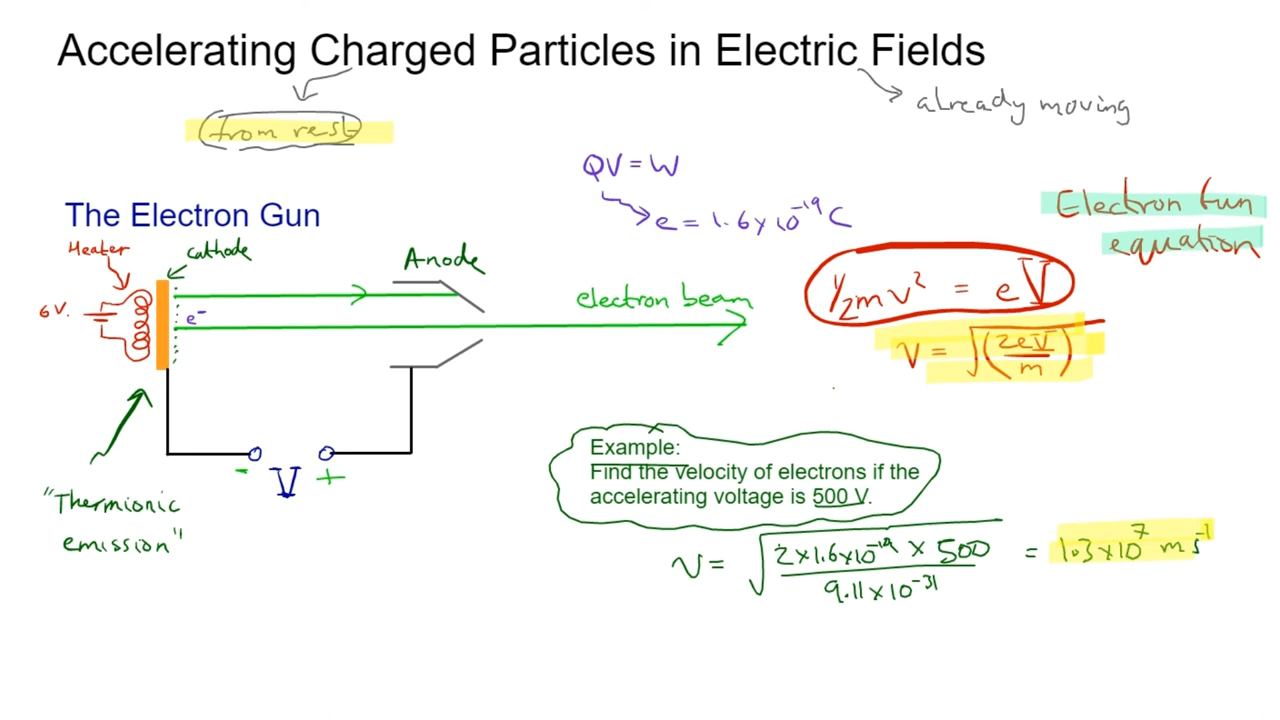 Accelerating Charged Particles in Electric Fields
from rest
already moving
QV = W
e = 1.6 x 10⁻¹⁹ C
The Electron Gun
Electron Gun
equation
Heater
cathode
Anode
6V.
e⁻
electron beam
½mv² = eV
v = √(2eV/m)
- V +
"Thermionic
emission"
Example:
Find the velocity of electrons if the
accelerating voltage is 500 V.
v = √(2 x 1.6 x 10⁻¹⁹ x 500 / 9.11 x 10⁻³¹) = 1.3 x 10⁷ m s⁻¹